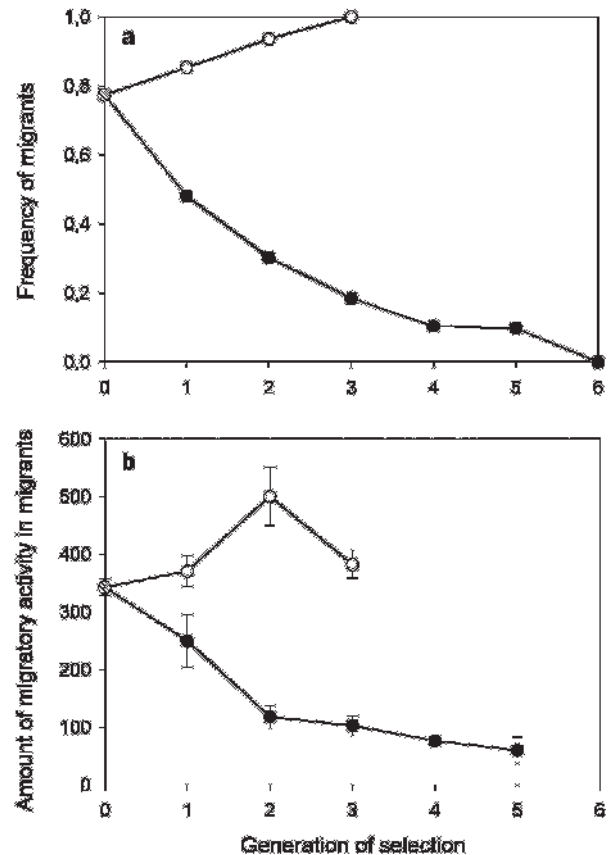 a
Frequency of migrants
1,0
0,8
0,6
0,4
0,2
0,0
0 1 2 3 4 5 6
b
Amount of migratory activity in migrants
600
500
400
300
200
100
0
0 1 2 3 4 5 6
Generation of selection